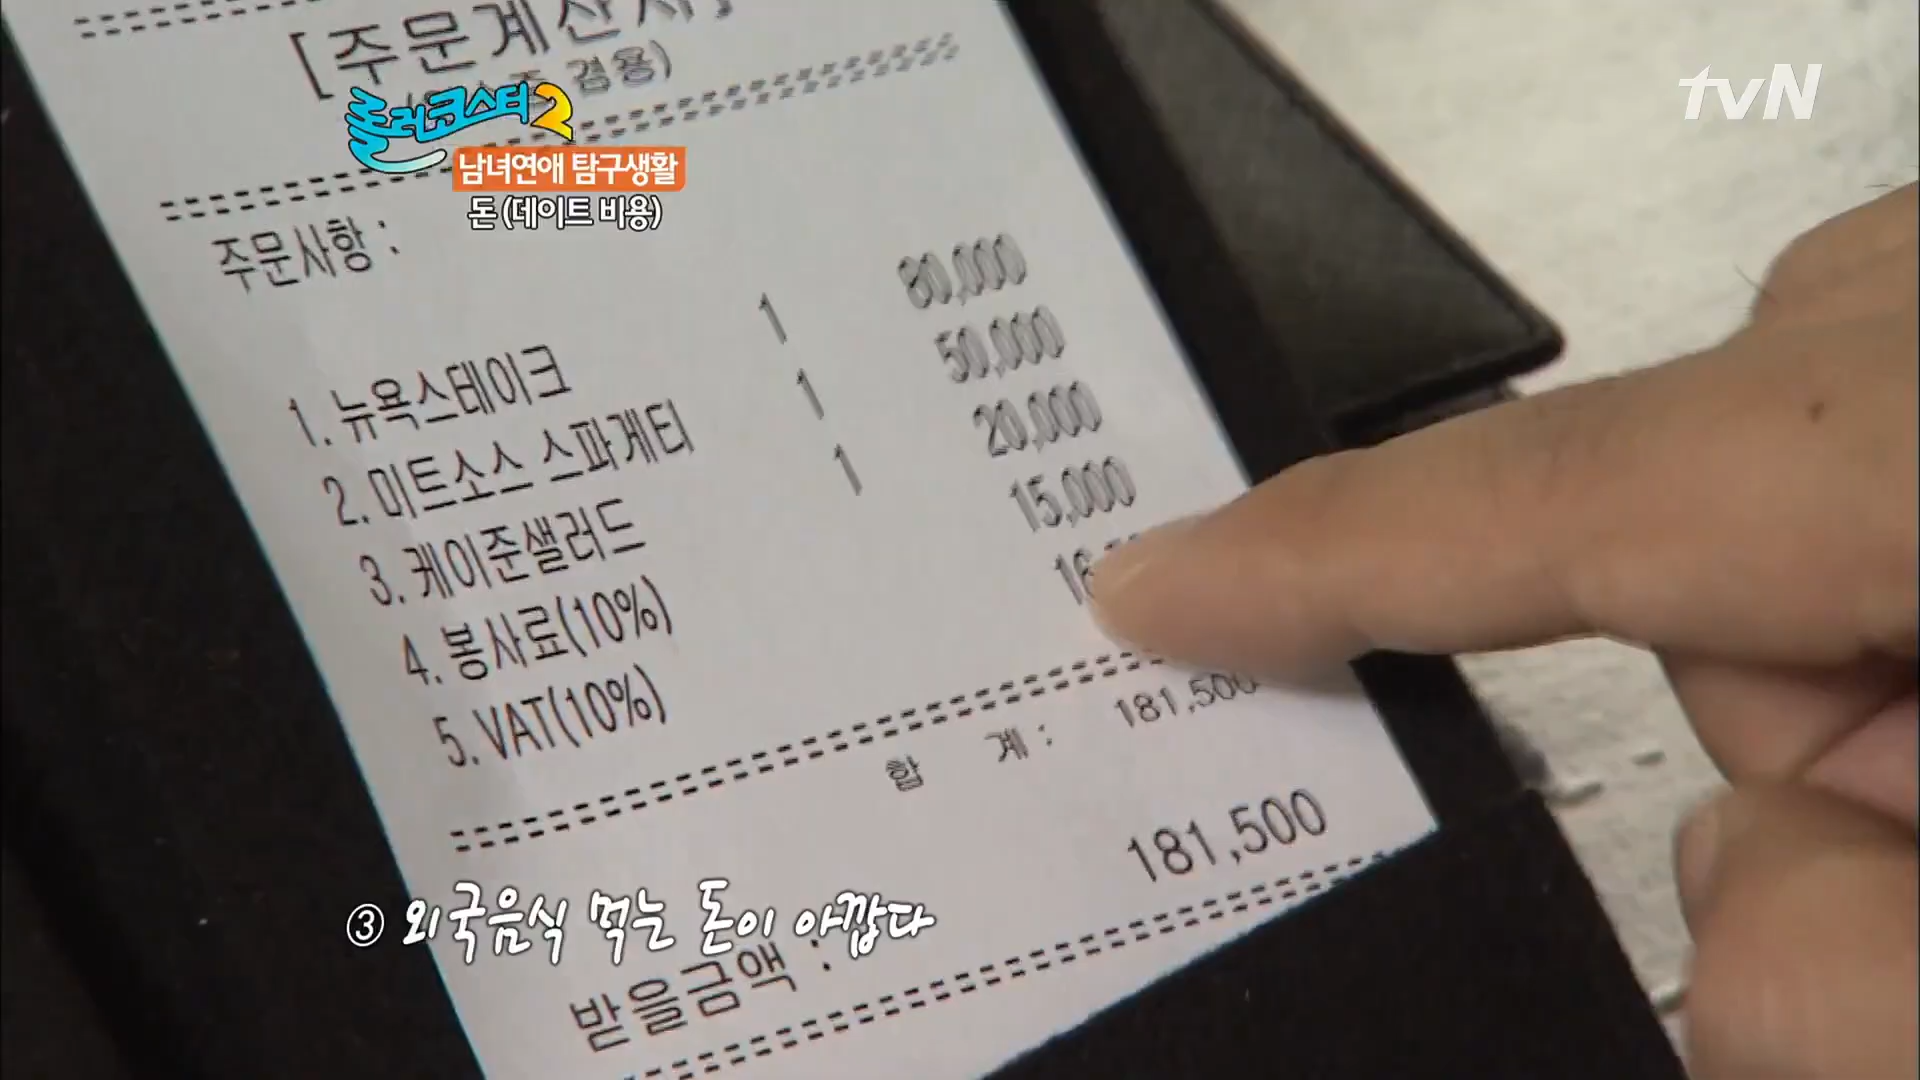 [주문계산서]
겸용)
tvN
롤러코스터2
남녀연애 탐구생활
돈(데이트 비용)
주문사항 :
1. 뉴욕스테이크 1 80,000
2. 미트소스 스파게티 1 50,000
3. 케이준샐러드 1 20,000
4. 봉사료(10%) 15,000
5. VAT(10%) 16
합 계 : 181,500
181,500
③ 외국음식 먹는 돈이 아깝다
받을금액 :